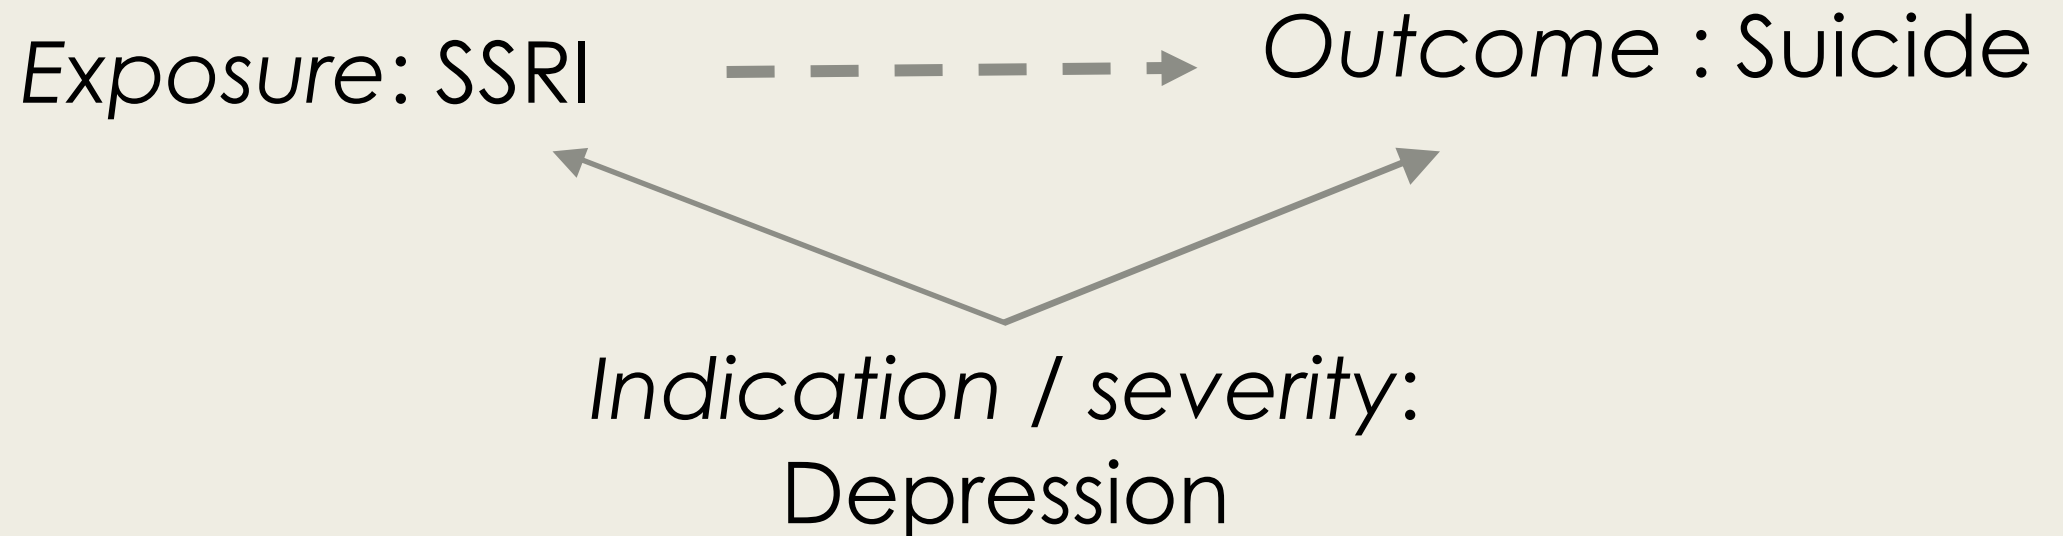 Exposure: SSRI
Outcome : Suicide
Indication / severity:
Depression